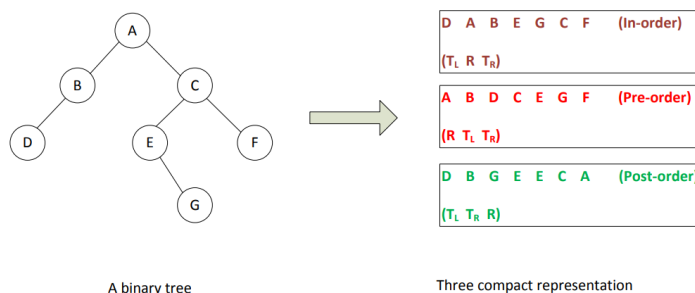 A
B
C
D
E
F
G
A binary tree
D A B E G C F (In-order)
(TL R TR)
A B D C E G F (Pre-order)
(R TL TR)
D B G E E C A (Post-order)
(TL TR R)
Three compact representation